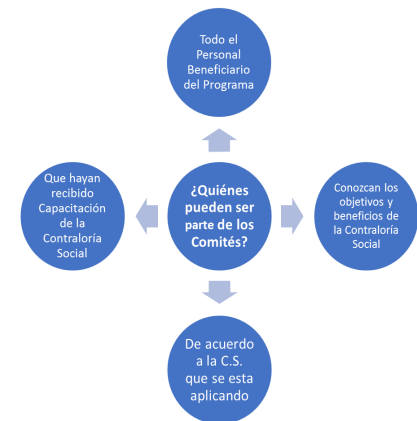 Todo el
Personal
Beneficiario
del Programa
Que hayan
recibido
Capacitación
de la
Contraloría
Social
¿Quiénes
pueden ser
parte de los
Comités?
Conozcan los
objetivos y
beneficios de
la Contraloría
Social
De acuerdo
a la C.S.
que se esta
aplicando